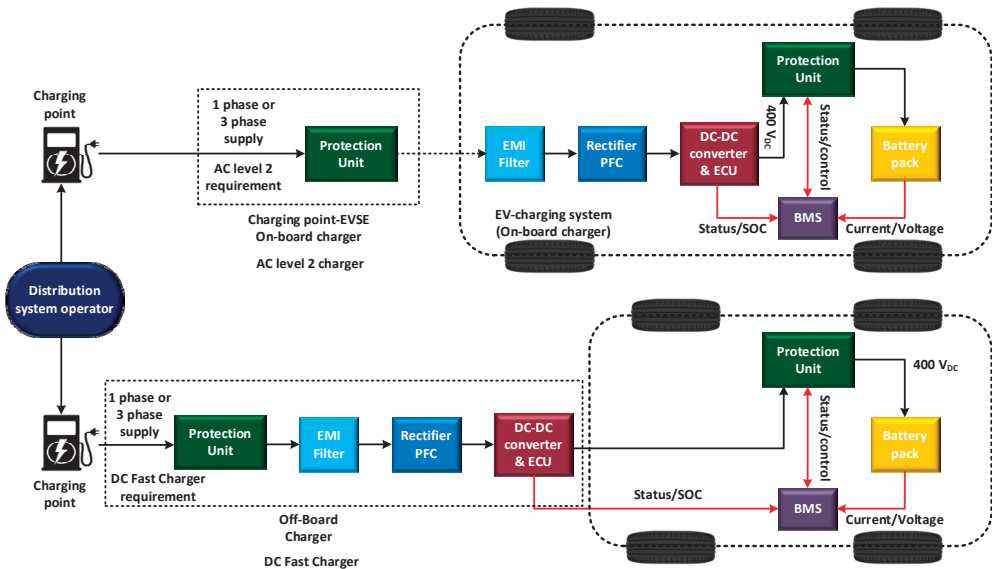 Charging
point
1 phase or
3 phase
supply
AC level 2
requirement
Protection
Unit
Charging point-EVSE
On-board charger
AC level 2 charger
EMI
Filter
Rectifier
PFC
DC-DC
converter
& ECU
400 VDC
Protection
Unit
Status/control
Battery
pack
BMS
Status/SOC
Current/Voltage
EV-charging system
(On-board charger)
Distribution
system operator
Charging
point
1 phase or
3 phase
supply
DC Fast Charger
requirement
Protection
Unit
EMI
Filter
Rectifier
PFC
DC-DC
converter
& ECU
Off-Board
Charger
DC Fast Charger
Protection
Unit
400 VDC
Status/control
Battery
pack
Status/SOC
BMS
Current/Voltage